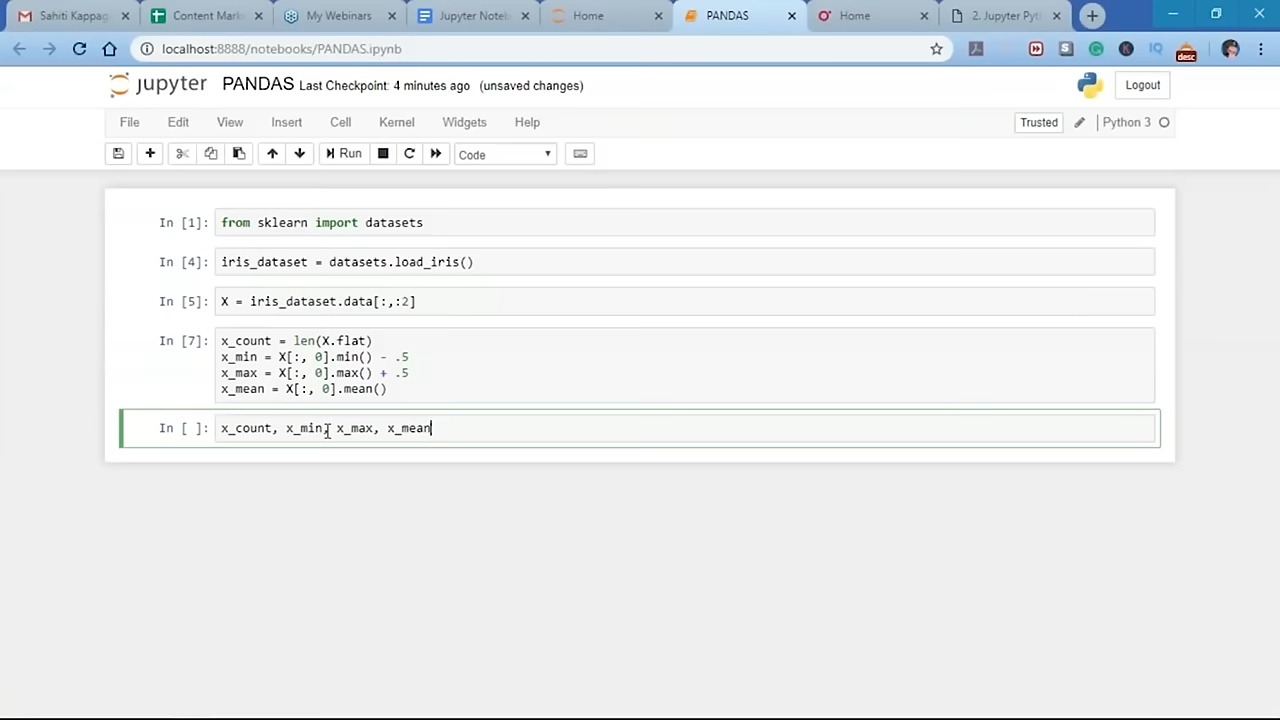 Sahiti Kappag
Content Mark
My Webinars
Jupyter Noteb
Home
PANDAS
Home
2. Jupyter Pyt
localhost:8888/notebooks/PANDAS.ipynb
S
K
IQ
desc
jupyter PANDAS Last Checkpoint: 4 minutes ago (unsaved changes)
Logout
File Edit View Insert Cell Kernel Widgets Help
Trusted Python 3
Run Code
In [1]: from sklearn import datasets
In [4]: iris_dataset = datasets.load_iris()
In [5]: X = iris_dataset.data[:,:2]
In [7]: x_count = len(X.flat)
x_min = X[:, 0].min() - .5
x_max = X[:, 0].max() + .5
x_mean = X[:, 0].mean()
In [ ]: x_count, x_min, x_max, x_mean